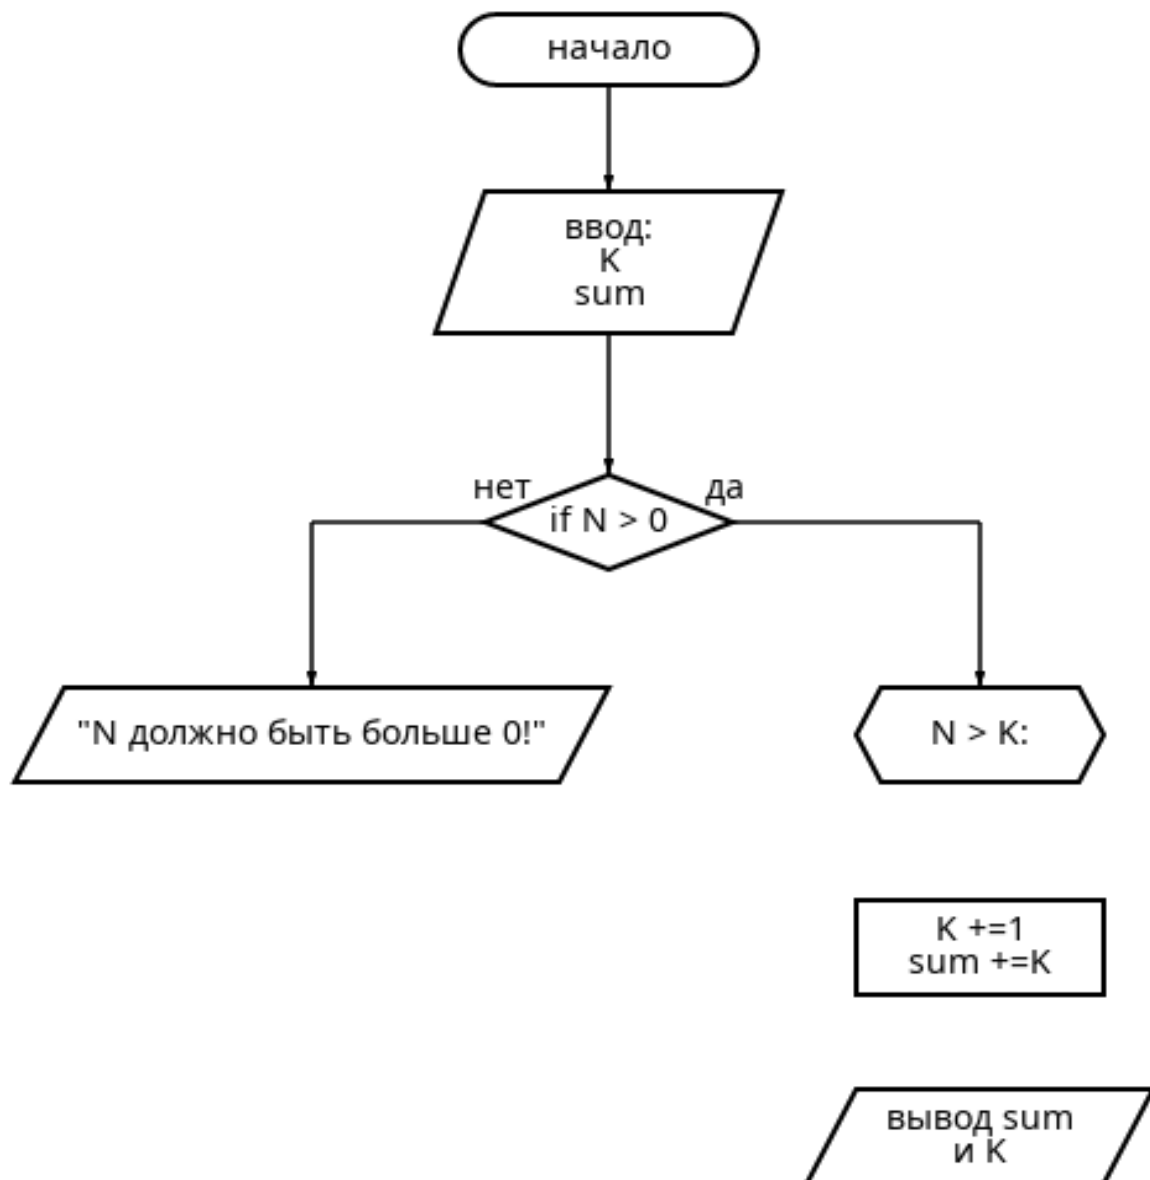 начало
ввод:
K
sum
нет
да
if N > 0
"N должно быть больше 0!"
N > K:
K +=1
sum +=K
вывод sum
и K